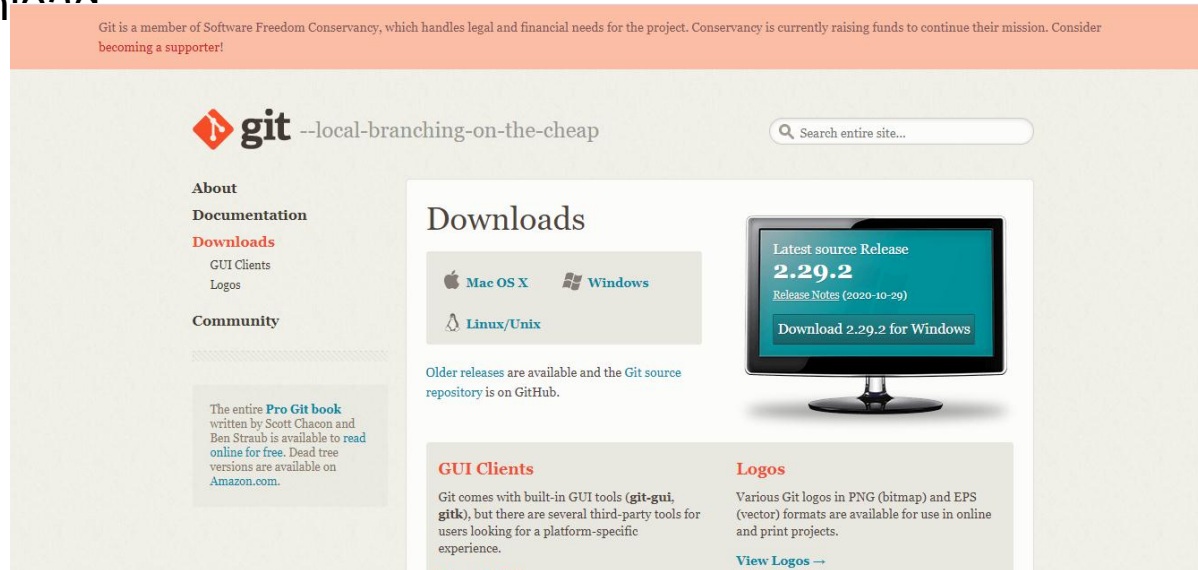 Git is a member of Software Freedom Conservancy, which handles legal and financial needs for the project. Conservancy is currently raising funds to continue their mission. Consider
becoming a supporter!
git --local-branching-on-the-cheap
Search entire site...
About
Documentation
Downloads
GUI Clients
Logos
Community
The entire Pro Git book
written by Scott Chacon and
Ben Straub is available to read
online for free. Dead tree
versions are available on
Amazon.com.
Downloads
Mac OS X
Windows
Linux/Unix
Older releases are available and the Git source
repository is on GitHub.
Latest source Release
2.29.2
Release Notes (2020-10-29)
Download 2.29.2 for Windows
GUI Clients
Git comes with built-in GUI tools (git-gui,
gitk), but there are several third-party tools for
users looking for a platform-specific
experience.
Logos
Various Git logos in PNG (bitmap) and EPS
(vector) formats are available for use in online
and print projects.
View Logos →